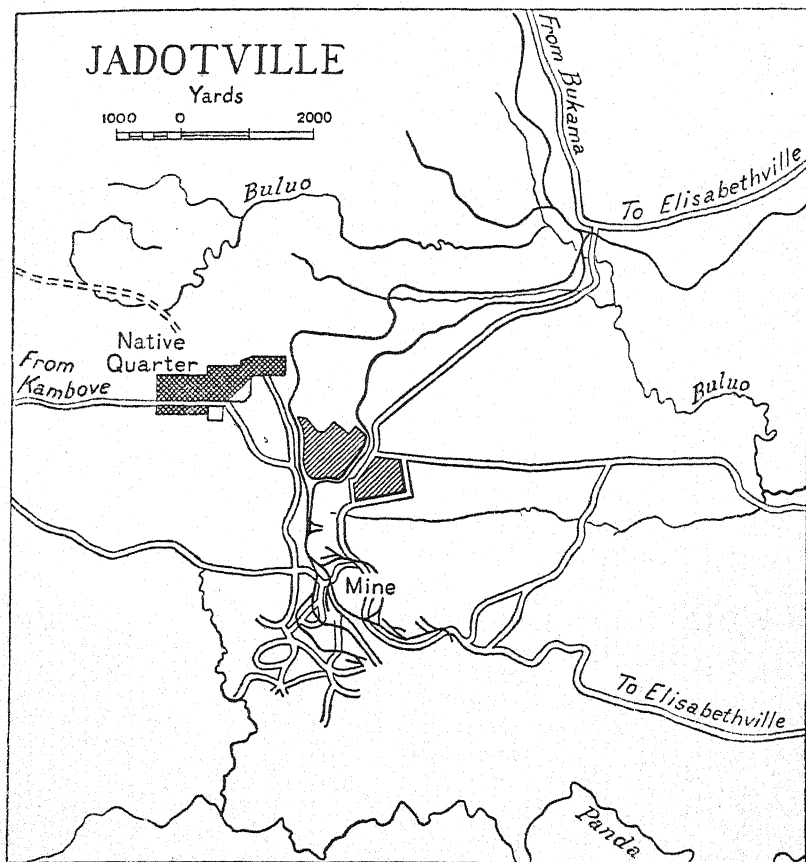 JADOTVILLE
Yards
1000 0 2000
From Bukama
To Elisabethville
Buluo
Native
Quarter
From
Kambove
Buluo
Mine
To Elisabethville
Panda